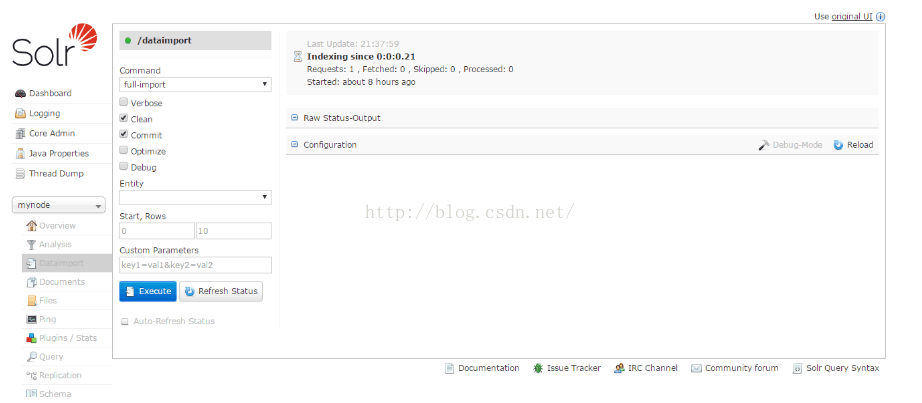 Use original UI
Solr
Dashboard
Logging
Core Admin
Java Properties
Thread Dump
mynode
Overview
Analysis
Dataimport
Documents
Files
Ping
Plugins / Stats
Query
Replication
Schema
/dataimport
Command
full-import
Verbose
Clean
Commit
Optimize
Debug
Entity
Start, Rows
0 10
Custom Parameters
key1=val1&key2=val2
Execute Refresh Status
Auto-Refresh Status
Last Update: 21:37:59
Indexing since 0:0:0.21
Requests: 1 , Fetched: 0 , Skipped: 0 , Processed: 0
Started: about 8 hours ago
Raw Status-Output
Configuration Debug-Mode Reload
http://blog.csdn.net/
Documentation Issue Tracker IRC Channel Community forum Solr Query Syntax